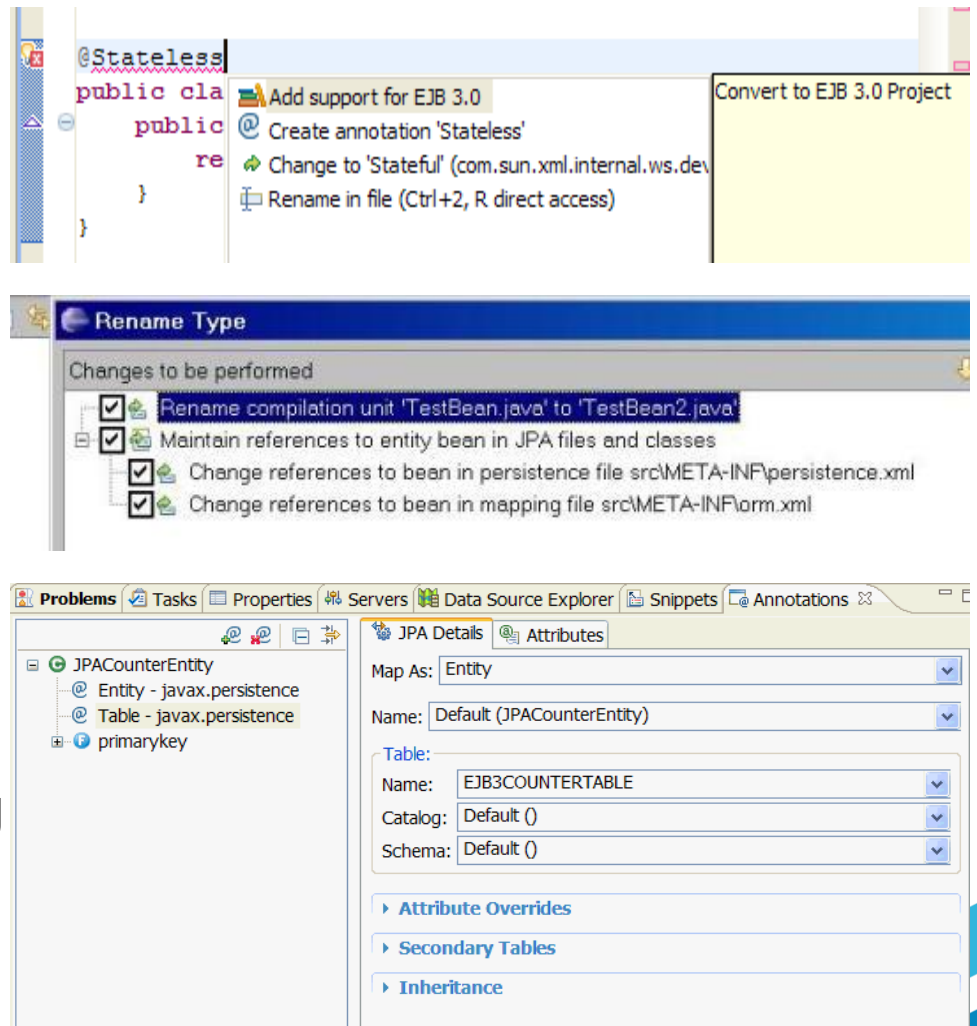 @Stateless
public cla
Add support for EJB 3.0
Convert to EJB 3.0 Project
public
Create annotation 'Stateless'
re
Change to 'Stateful' (com.sun.xml.internal.ws.dev
}
Rename in file (Ctrl+2, R direct access)
}
Rename Type
Changes to be performed
Rename compilation unit 'TestBean.java' to 'TestBean2.java'
Maintain references to entity bean in JPA files and classes
Change references to bean in persistence file src\META-INF\persistence.xml
Change references to bean in mapping file src\META-INF\orm.xml
Problems Tasks Properties Servers Data Source Explorer Snippets Annotations
JPA Details Attributes
JPACounterEntity
Entity - javax.persistence
Table - javax.persistence
primarykey
Map As: Entity
Name: Default (JPACounterEntity)
Table:
Name: EJB3COUNTERTABLE
Catalog: Default ()
Schema: Default ()
Attribute Overrides
Secondary Tables
Inheritance